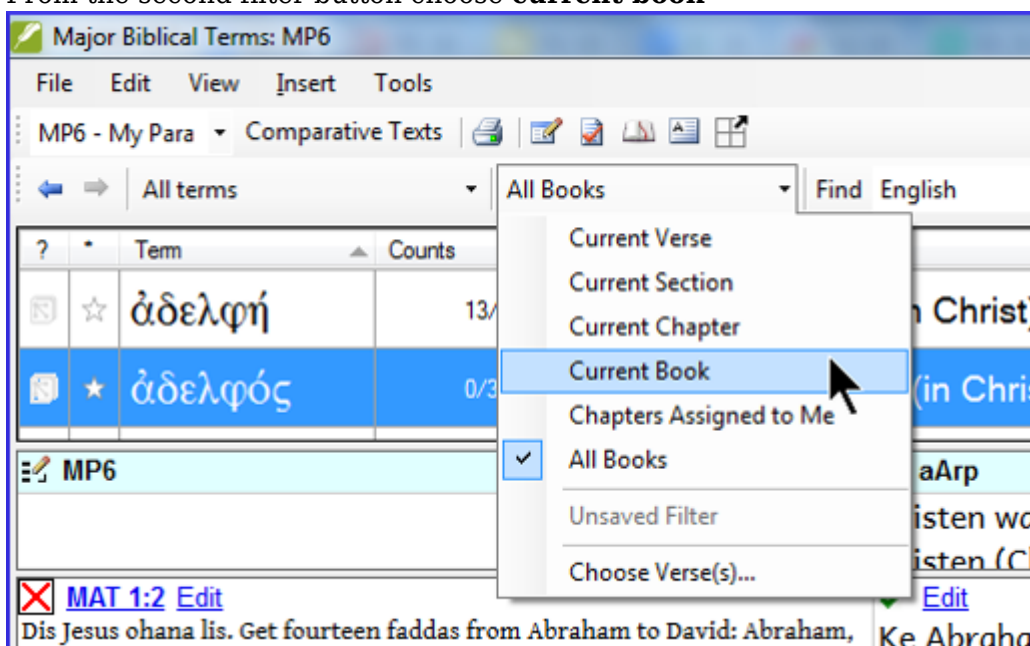 From the second filter button choose current book
Major Biblical Terms: MP6
File Edit View Insert Tools
MP6 - My Para Comparative Texts
All terms All Books Find English
? * Term Counts
Current Verse
Current Section
ἀδελφή 13/ n Christ)
Current Chapter
Current Book
ἀδελφός 0/3 (in Chris
Chapters Assigned to Me
MP6 All Books aArp
Unsaved Filter
isten wo
Choose Verse(s)...
isten (Cl
MAT 1:2 Edit Edit
Dis Jesus ohana lis. Get fourteen faddas from Abraham to David: Abraham, Ke Abraha